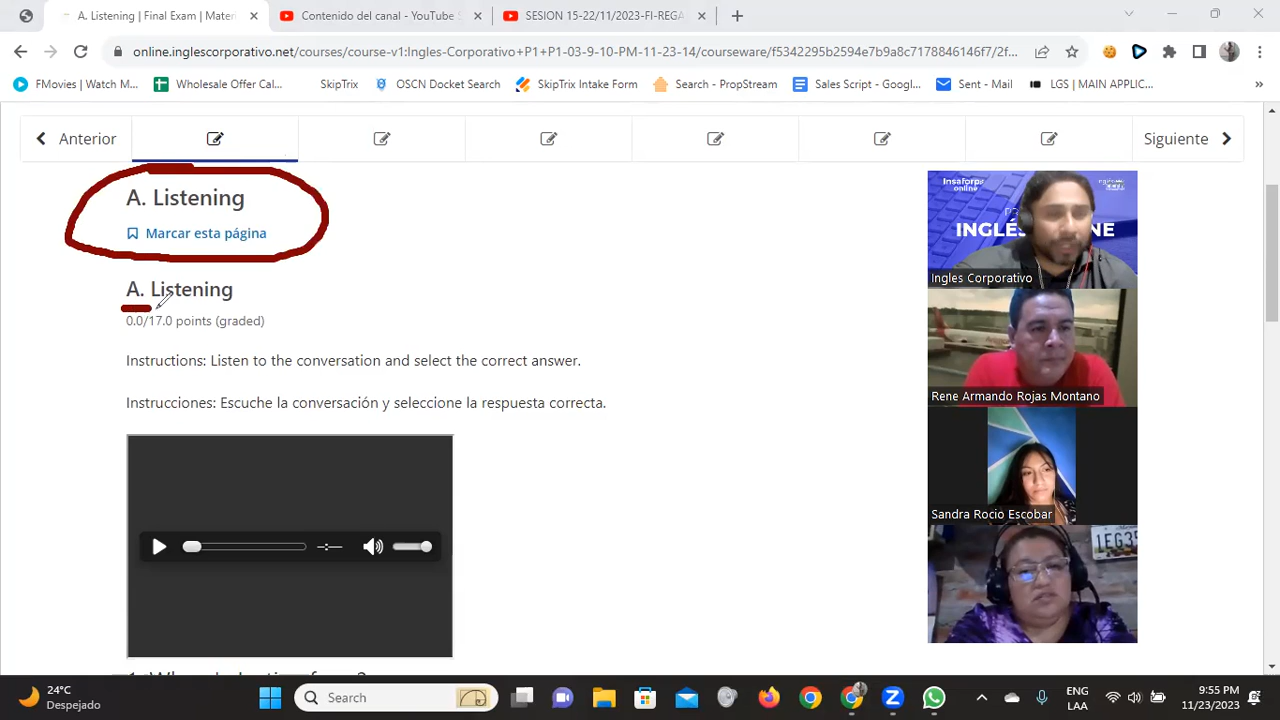 A. Listening | Final Exam | Mater
Contenido del canal - YouTube S
SESION 15-22/11/2023-FI-REGA
online.inglescorporativo.net/courses/course-v1:Ingles-Corporativo+P1+P1-03-9-10-PM-11-23-14/courseware/f5342295b2594e7b9a8c7178846146f7/2f...
FMovies | Watch M...
Wholesale Offer Cal...
SkipTrix
OSCN Docket Search
SkipTrix Intake Form
Search - PropStream
Sales Script - Googl...
Sent - Mail
LGS | MAIN APPLIC...
Anterior
Siguiente
A. Listening
Marcar esta página
A. Listening
0.0/17.0 points (graded)
Instructions: Listen to the conversation and select the correct answer.
Instrucciones: Escuche la conversación y seleccione la respuesta correcta.
Insaforp
online
INGLÉS
NE
Ingles Corporativo
Rene Armando Rojas Montano
Sandra Rocio Escobar
1EG35
24°C
Despejado
Search
ENG
LAA
9:55 PM
11/23/2023